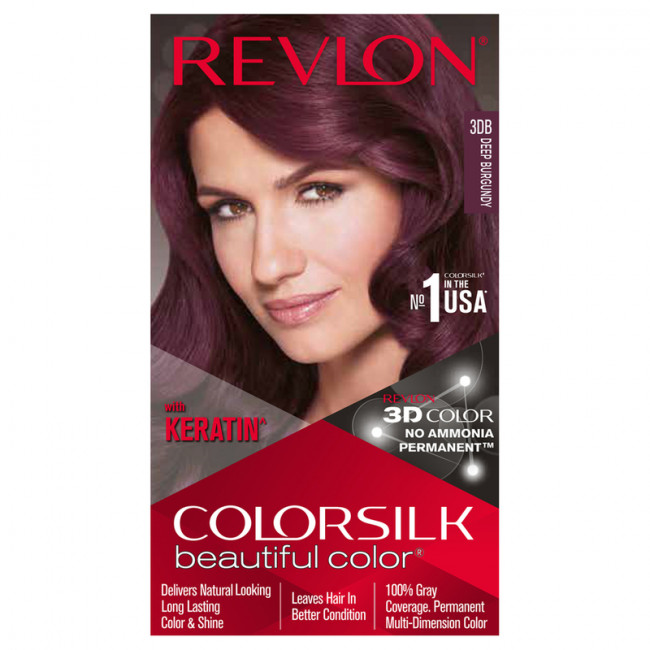 REVLON®
3DB
DEEP BURGUNDY
COLORSILK®
No 1 IN THE
USA*
with
KERATIN^
REVLON
3D COLOR
NO AMMONIA
PERMANENT™
COLORSILK
beautiful color®
Delivers Natural Looking
Long Lasting
Color & Shine
Leaves Hair In
Better Condition
100% Gray
Coverage. Permanent
Multi-Dimension Color